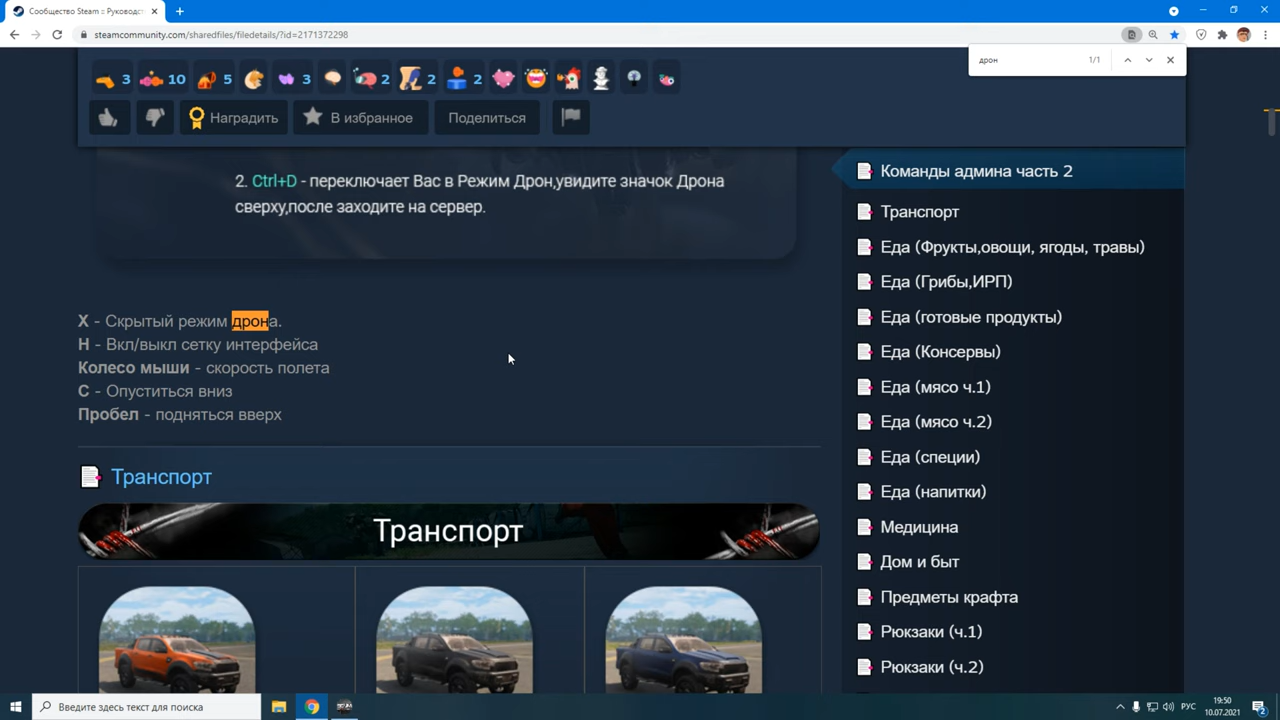 Сообщество Steam :: Руководст
steamcommunity.com/sharedfiles/filedetails/?id=2171372298
дрон
1/1
3
10
5
3
2
2
2
Наградить
В избранное
Поделиться
2. Ctrl+D - переключает Вас в Режим Дрон,увидите значок Дрона
сверху,после заходите на сервер.
X - Скрытый режим дрона.
H - Вкл/выкл сетку интерфейса
Колесо мыши - скорость полета
C - Опуститься вниз
Пробел - подняться вверх
Транспорт
Транспорт
Команды админа часть 2
Транспорт
Еда (Фрукты,овощи, ягоды, травы)
Еда (Грибы,ИРП)
Еда (готовые продукты)
Еда (Консервы)
Еда (мясо ч.1)
Еда (мясо ч.2)
Еда (специи)
Еда (напитки)
Медицина
Дом и быт
Предметы крафта
Рюкзаки (ч.1)
Рюкзаки (ч.2)
Введите здесь текст для поиска
РУС
19:50
10.07.2021
2